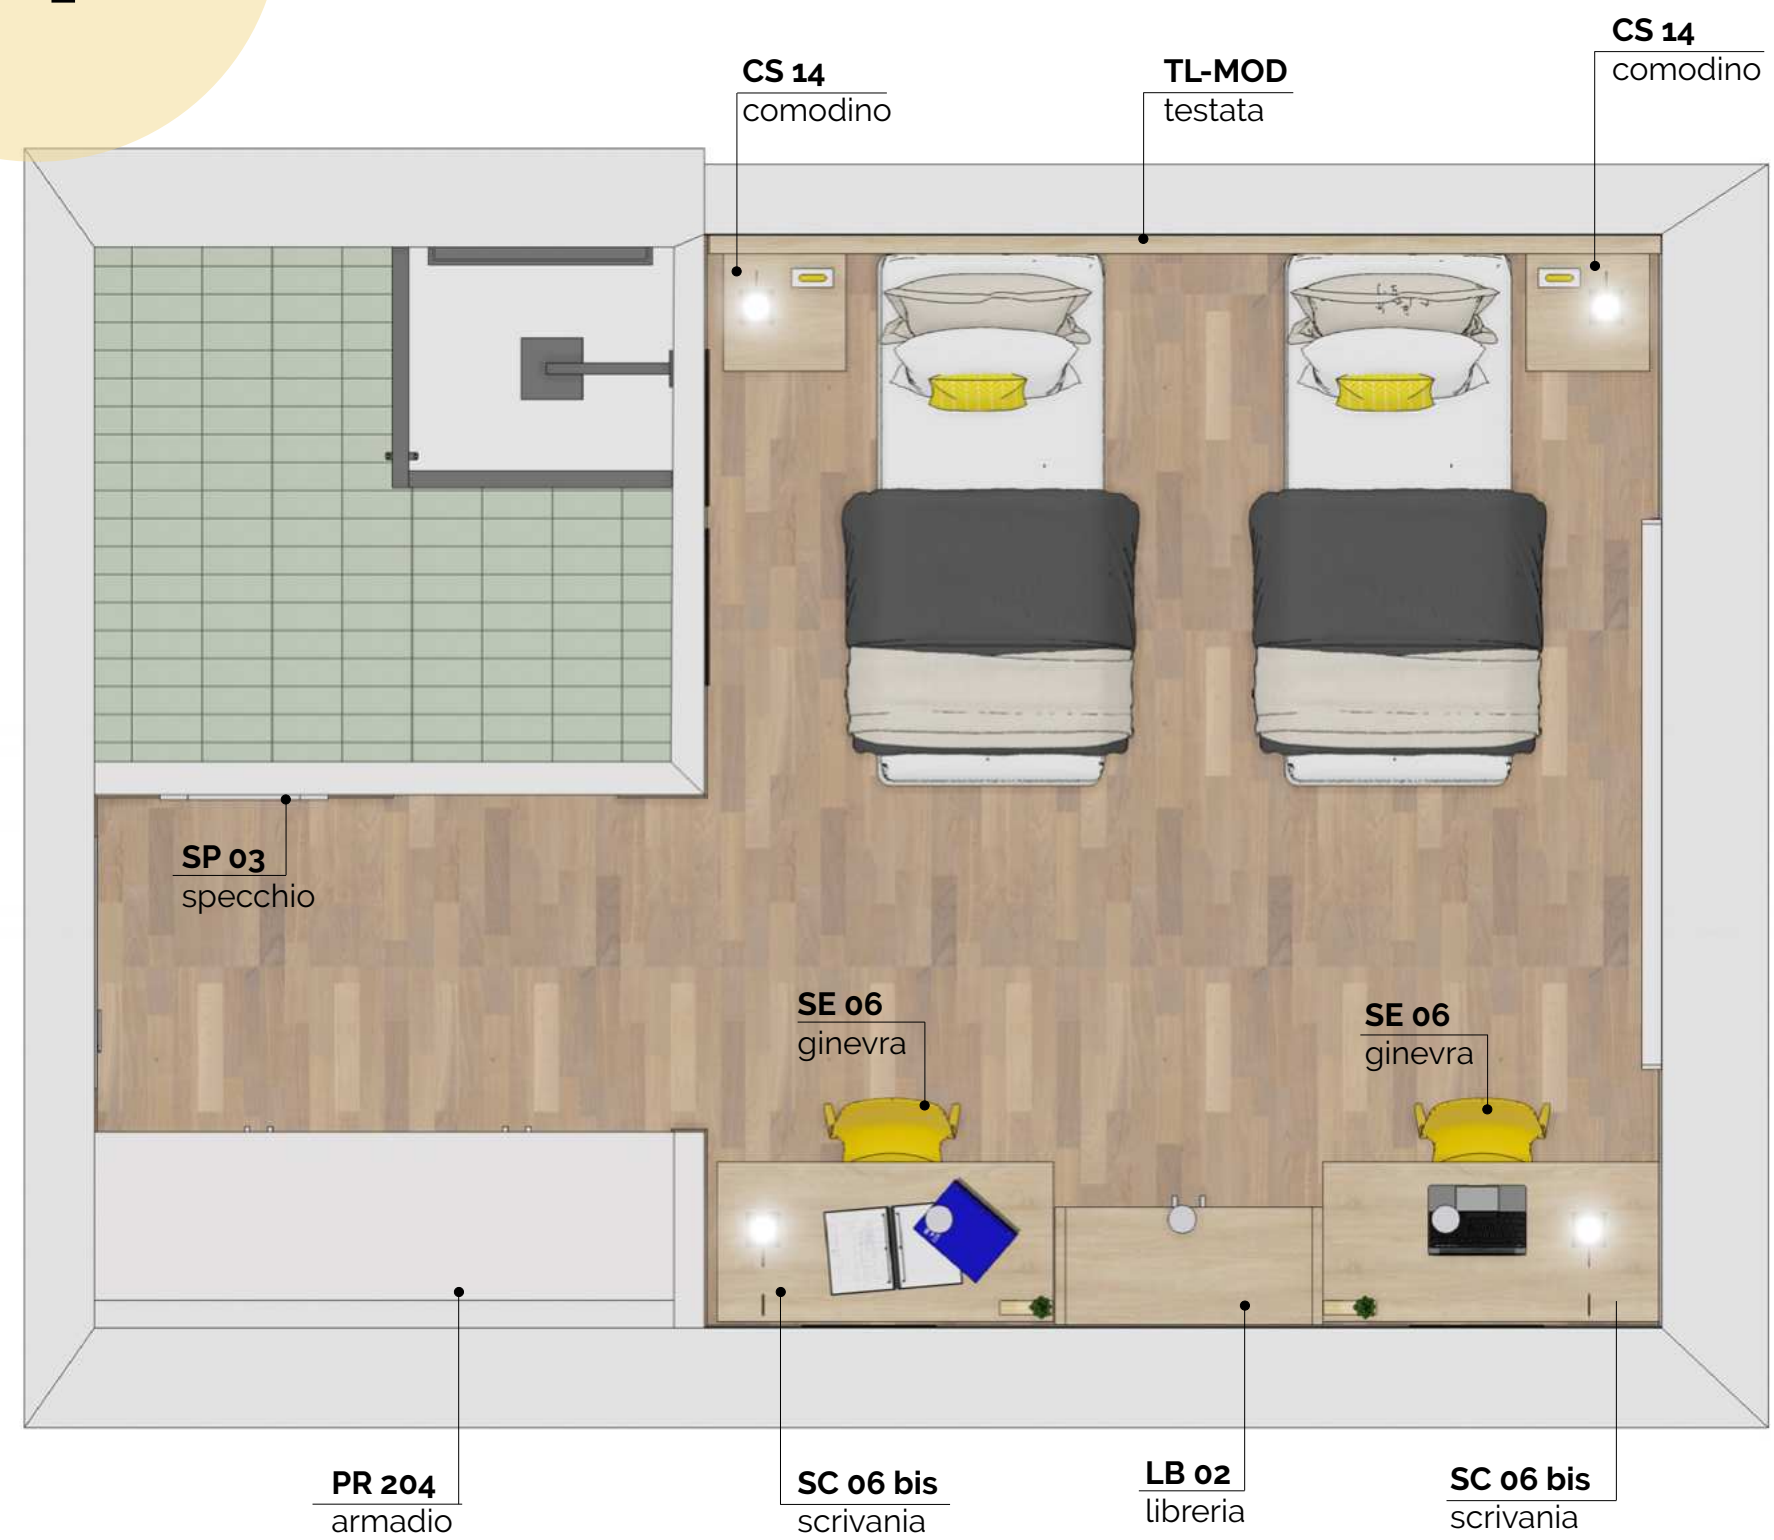 CS 14
comodino
TL-MOD
testata
CS 14
comodino
SP 03
specchio
SE 06
ginevra
SE 06
ginevra
PR 204
armadio
SC 06 bis
scrivania
LB 02
libreria
SC 06 bis
scrivania